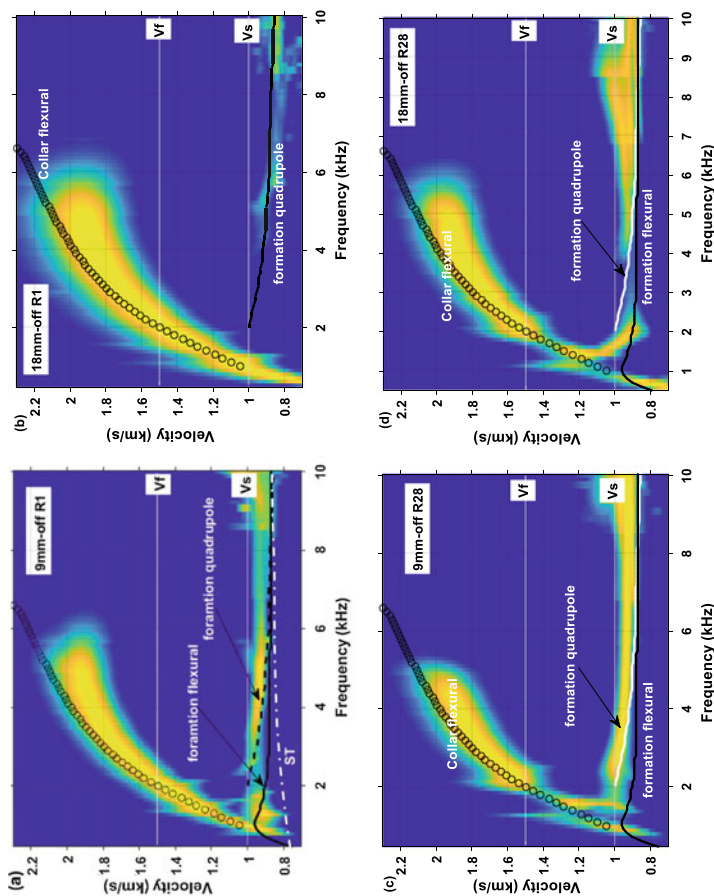 (a)
9mm-off R1
Vf
Vs
foramtion flexural
foramtion quadrupole
ST
0.8
1
1.2
1.4
1.6
1.8
2
2.2
Velocity (km/s)
2
4
6
8
10
Frequency (kHz)
(b)
18mm-off R1
Collar flexural
Vf
Vs
formation quadrupole
0.8
1
1.2
1.4
1.6
1.8
2
2.2
Velocity (km/s)
2
4
6
8
10
Frequency (kHz)
(c)
9mm-off R28
Collar flexural
Vf
Vs
formation quadrupole
formation flexural
0.8
1
1.2
1.4
1.6
1.8
2
2.2
Velocity (km/s)
2
4
6
8
10
Frequency (kHz)
(d)
18mm-off R28
Collar flexural
Vf
Vs
formation quadrupole
formation flexural
0.8
1
1.2
1.4
1.6
1.8
2
2.2
Velocity (km/s)
1
2
3
4
5
6
7
8
9
10
Frequency (kHz)